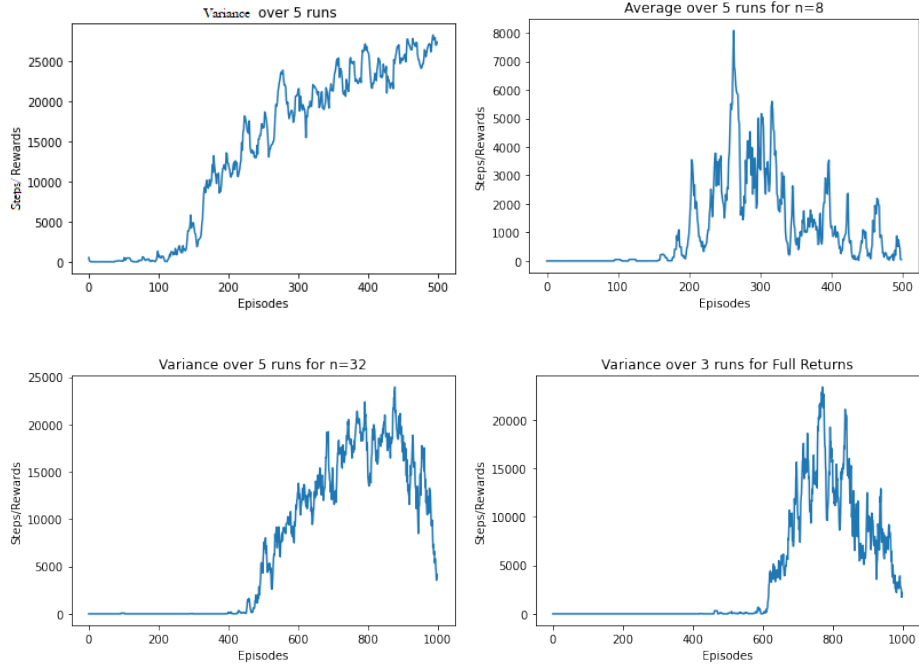 Variance over 5 runs
Steps/ Rewards
25000
20000
15000
10000
5000
0
0 100 200 300 400 500
Episodes
Average over 5 runs for n=8
Steps/Rewards
8000
7000
6000
5000
4000
3000
2000
1000
0
0 100 200 300 400 500
Episodes
Variance over 5 runs for n=32
Steps/Rewards
25000
20000
15000
10000
5000
0
0 200 400 600 800 1000
Episodes
Variance over 3 runs for Full Returns
Steps/Rewards
20000
15000
10000
5000
0
0 200 400 600 800 1000
Episodes